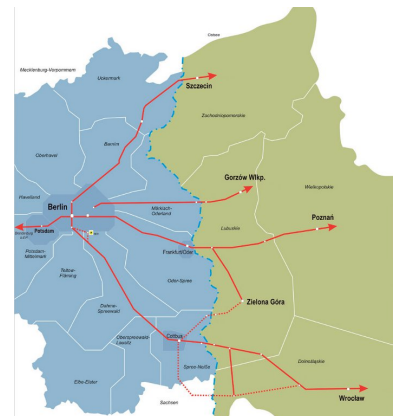 Ostsee
Mecklenburg-Vorpommern
Uckermark
Szczecin
Zachodniopomorskie
Barnim
Oberhavel
Gorzów Wlkp.
Wielkopolskie
Havelland
Berlin
Märkisch-
Oderland
Poznań
Potsdam
Lubuskie
Potsdam-
Mittelmark
Frankfurt/Oder
Teltow-
Fläming
Oder-Spree
Dahme-
Spreewald
Zielona Góra
Oberspreewald-
Lausitz
Cottbus
Dolnośląskie
Spree-Neiße
Elbe-Elster
Sachsen
Wrocław